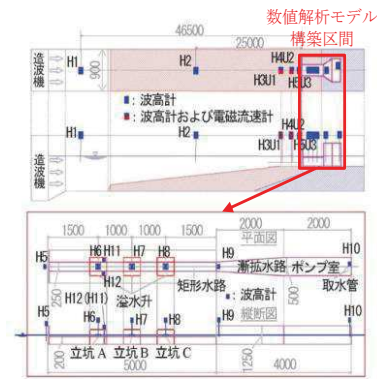 数値解析モデル
構築区間
46500
25000
造波機
900
H1
H2
H4U2
H3U1
H5U3
■:波高計
■:波高計および電磁流速計
H1
H2
H4U2
H3U1
H5U3
造波機
1500 1000 1000 1500 2000 2000
平面図
H5
H6
H11
H7
H8
H9
H10
H12
250
漸拡水路
ポンプ室
500
取水管
H12(H11)
溢水升
矩形水路
■:波高計
縦断図
H5
H6
H7
H8
H9
H10
200
立坑A
立坑B
立坑C
1250
5000
4000